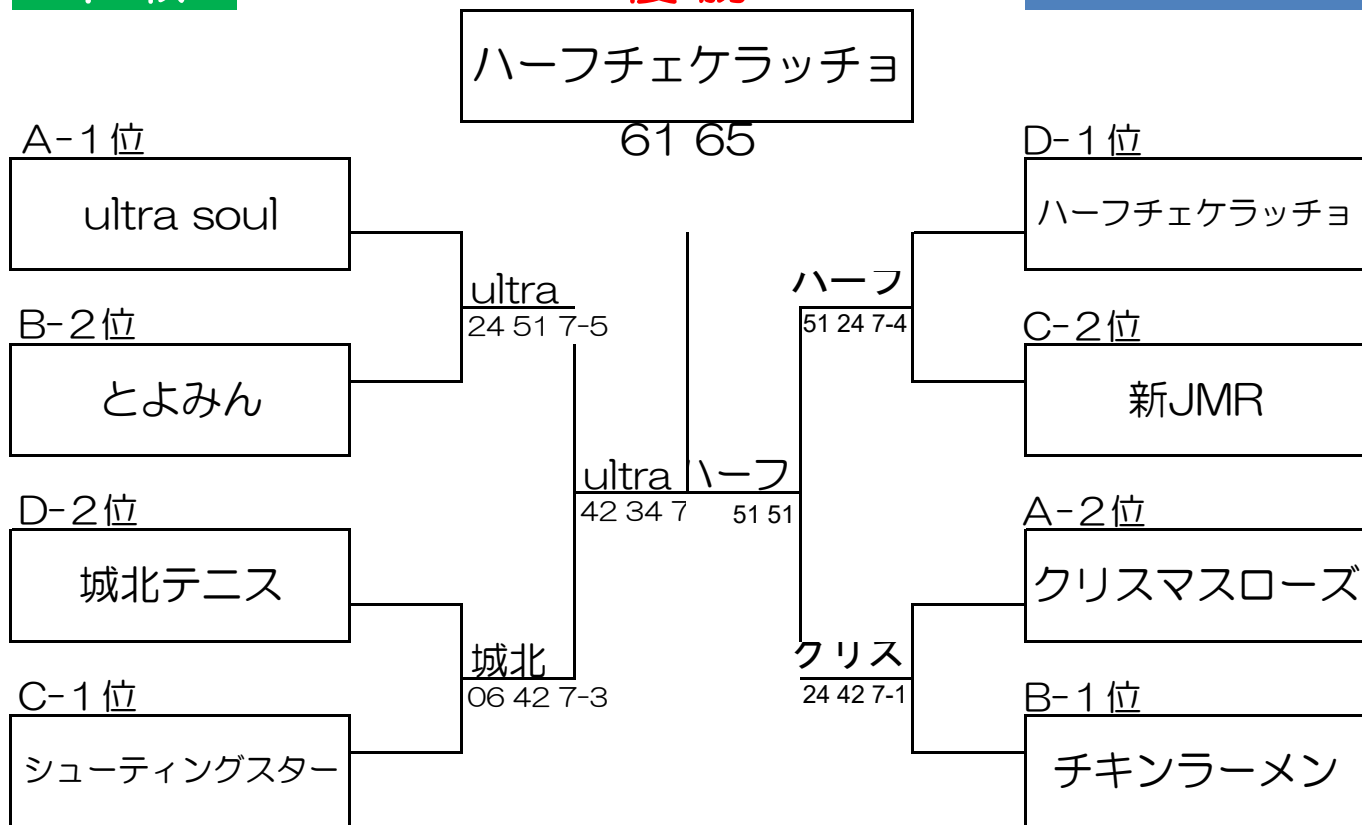 優勝
ハーフチェケラッチョ
61 65
A-1位
ultra soul
B-2位
とよみん
D-2位
城北テニス
C-1位
シューティングスター
ultra
24 51 7-5
城北
06 42 7-3
ultra
42 34 7
ハーフ
51 51
ハーフ
51 24 7-4
クリス
24 42 7-1
D-1位
ハーフチェケラッチョ
C-2位
新JMR
A-2位
クリスマスローズ
B-1位
チキンラーメン